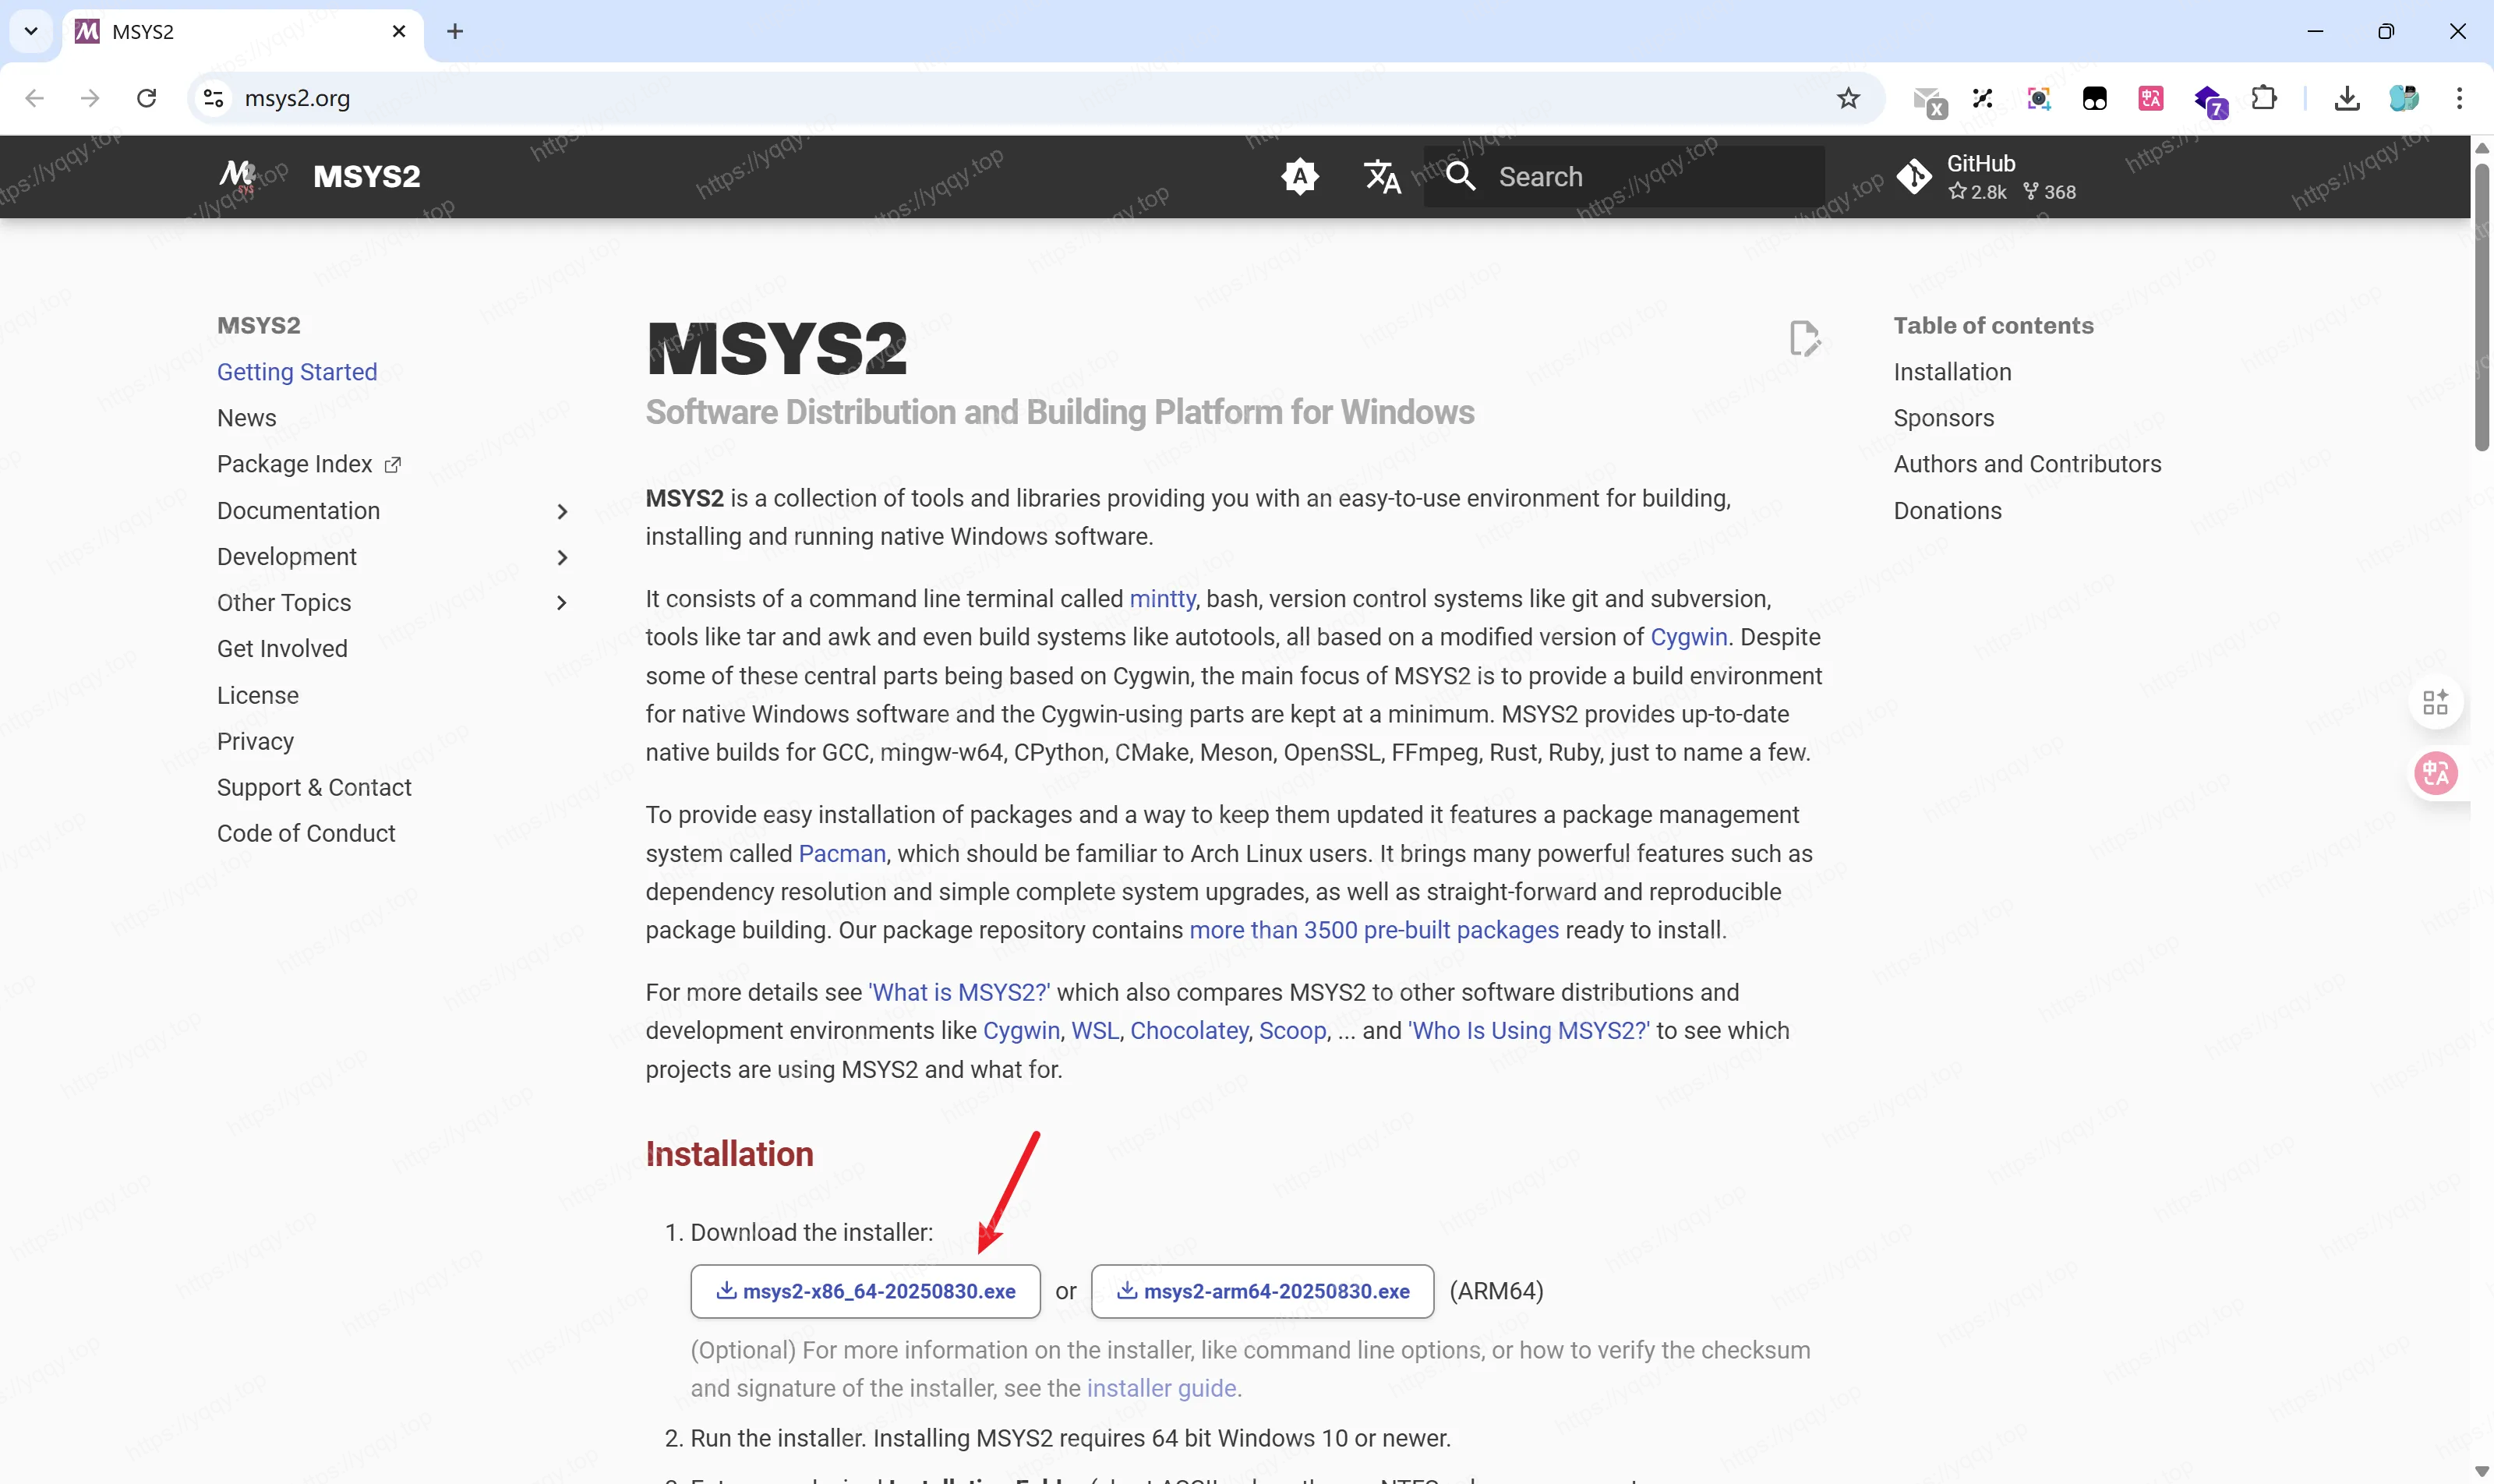 MSYS2
msys2.org
7
MSYS2
Search
GitHub
2.8k 368
MSYS2
Getting Started
News
Package Index
Documentation
Development
Other Topics
Get Involved
License
Privacy
Support & Contact
Code of Conduct
MSYS2
Software Distribution and Building Platform for Windows
MSYS2 is a collection of tools and libraries providing you with an easy-to-use environment for building,
installing and running native Windows software.
It consists of a command line terminal called mintty, bash, version control systems like git and subversion,
tools like tar and awk and even build systems like autotools, all based on a modified version of Cygwin. Despite
some of these central parts being based on Cygwin, the main focus of MSYS2 is to provide a build environment
for native Windows software and the Cygwin-using parts are kept at a minimum. MSYS2 provides up-to-date
native builds for GCC, mingw-w64, CPython, CMake, Meson, OpenSSL, FFmpeg, Rust, Ruby, just to name a few.
To provide easy installation of packages and a way to keep them updated it features a package management
system called Pacman, which should be familiar to Arch Linux users. It brings many powerful features such as
dependency resolution and simple complete system upgrades, as well as straight-forward and reproducible
package building. Our package repository contains more than 3500 pre-built packages ready to install.
For more details see 'What is MSYS2?' which also compares MSYS2 to other software distributions and
development environments like Cygwin, WSL, Chocolatey, Scoop, ... and 'Who Is Using MSYS2?' to see which
projects are using MSYS2 and what for.
Installation
1. Download the installer:
msys2-x86_64-20250830.exe or msys2-arm64-20250830.exe (ARM64)
(Optional) For more information on the installer, like command line options, or how to verify the checksum
and signature of the installer, see the installer guide.
2. Run the installer. Installing MSYS2 requires 64 bit Windows 10 or newer.
Table of contents
Installation
Sponsors
Authors and Contributors
Donations
https://yqqy.top